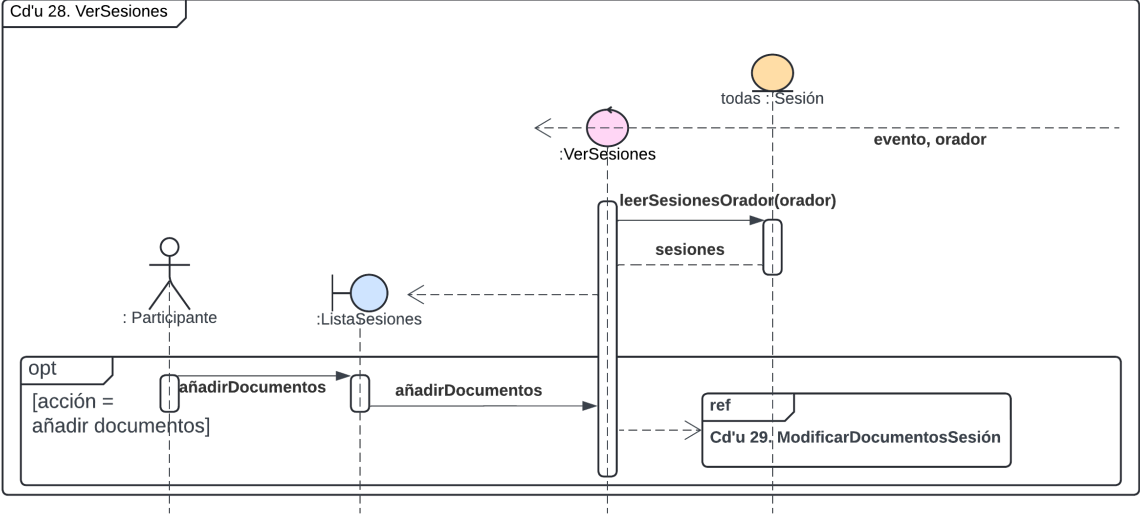 Cd'u 28. VerSesiones
todas : Sesión
evento, orador
:VerSesiones
leerSesionesOrador(orador)
sesiones
: Participante
:ListaSesiones
opt
[acción =
añadir documentos]
añadirDocumentos
añadirDocumentos
ref
Cd'u 29. ModificarDocumentosSesión